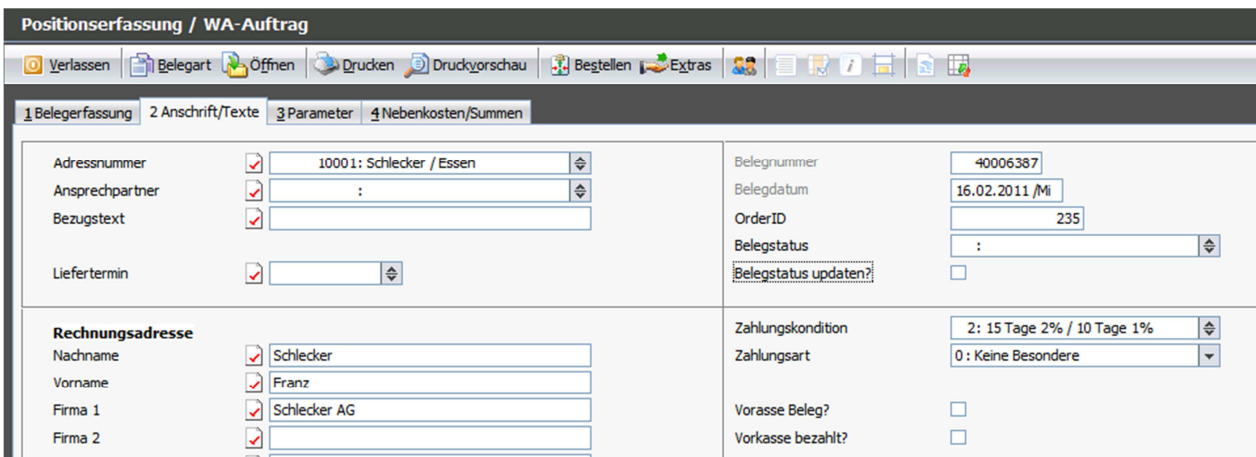 Positionserfassung / WA-Auftrag
Verlassen Belegart Öffnen Drucken Druckvorschau Bestellen Extras
1 Belegerfassung 2 Anschrift/Texte 3 Parameter 4 Nebenkosten/Summen
Adressnummer 10001: Schlecker / Essen
Ansprechpartner :
Bezugstext
Liefertermin
Belegnummer 40006387
Belegdatum 16.02.2011 /Mi
OrderID 235
Belegstatus :
Belegstatus updaten?
Rechnungsadresse
Nachname Schlecker
Vorname Franz
Firma 1 Schlecker AG
Firma 2
Zahlungskondition 2: 15 Tage 2% / 10 Tage 1%
Zahlungsart 0 : Keine Besondere
Vorasse Beleg?
Vorkasse bezahlt?